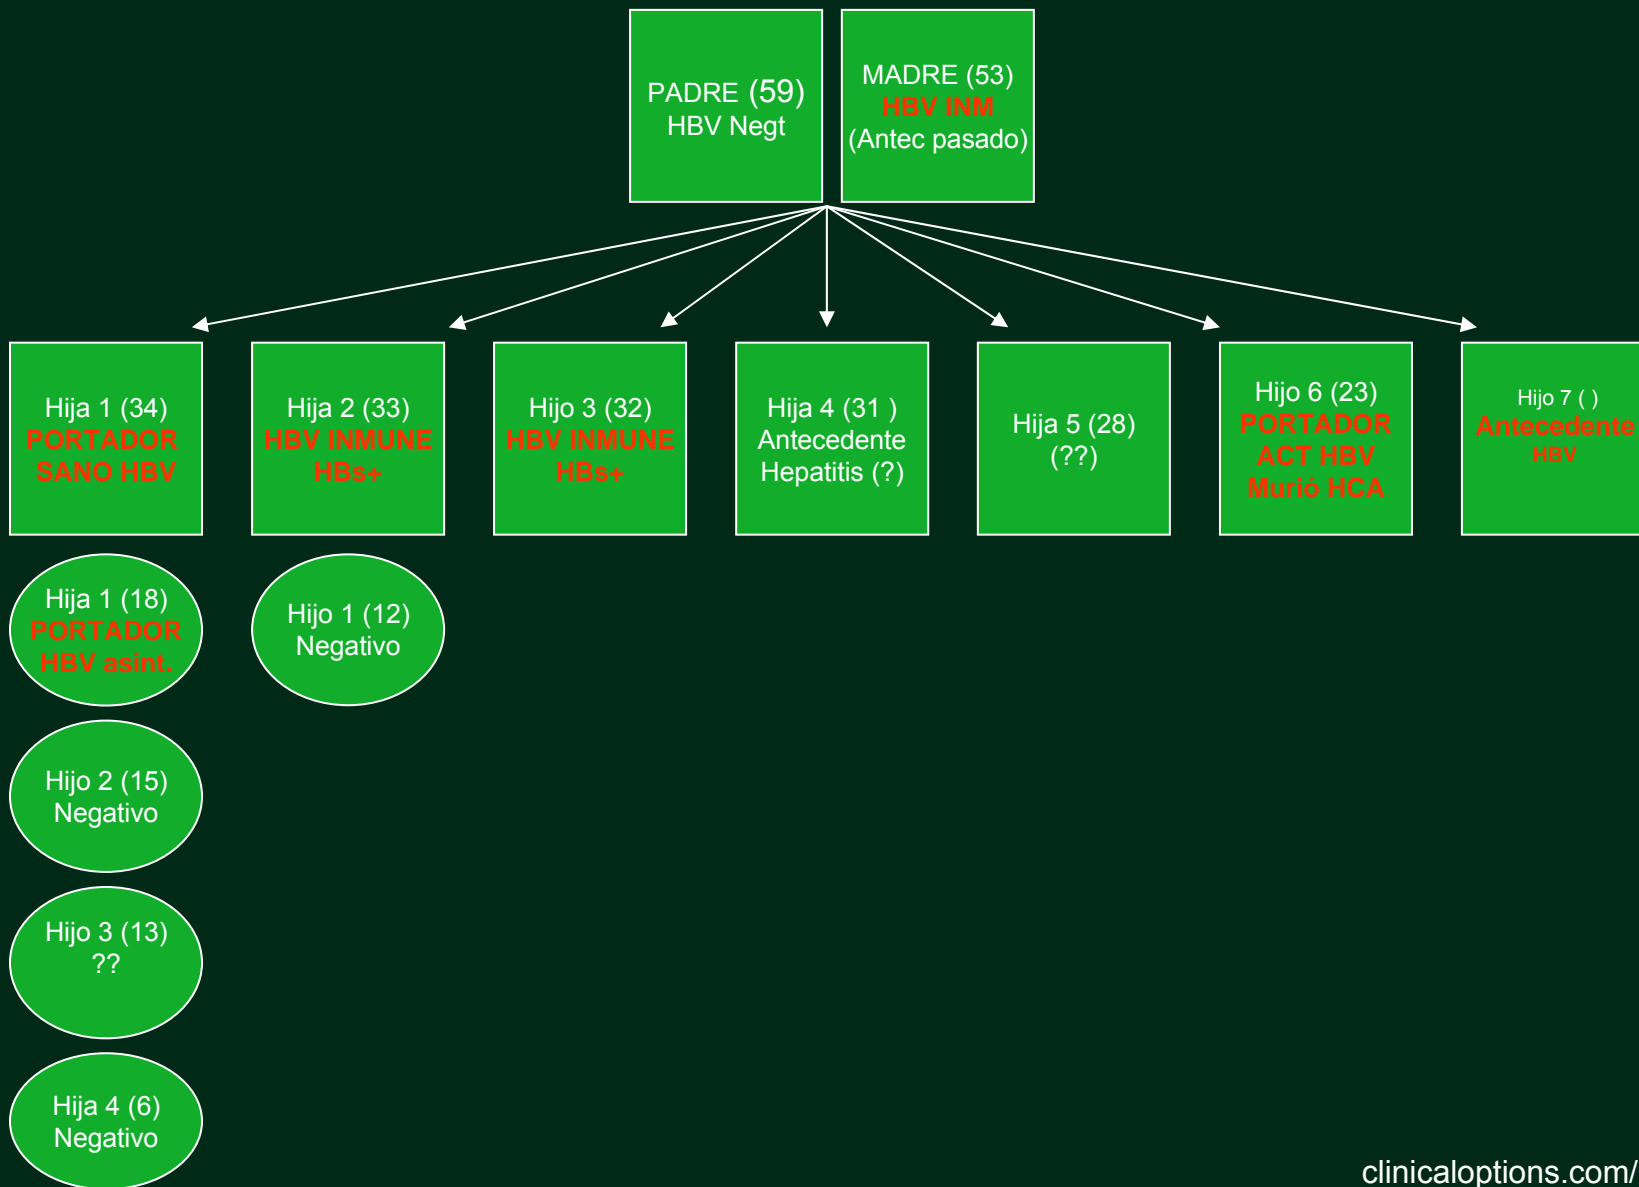 PADRE (59)
HBV Negt
MADRE (53)
HBV INM
(Antec pasado)
Hija 1 (34)
PORTADOR
SANO HBV
Hija 2 (33)
HBV INMUNE
HBs+
Hijo 3 (32)
HBV INMUNE
HBs+
Hija 4 (31 )
Antecedente
Hepatitis (?)
Hija 5 (28)
(??)
Hijo 6 (23)
PORTADOR
ACT HBV
Murió HCA
Hijo 7 ( )
Antecedente
HBV
Hija 1 (18)
PORTADOR
HBV asint.
Hijo 1 (12)
Negativo
Hijo 2 (15)
Negativo
Hijo 3 (13)
??
Hija 4 (6)
Negativo
clinicaloptions.com/